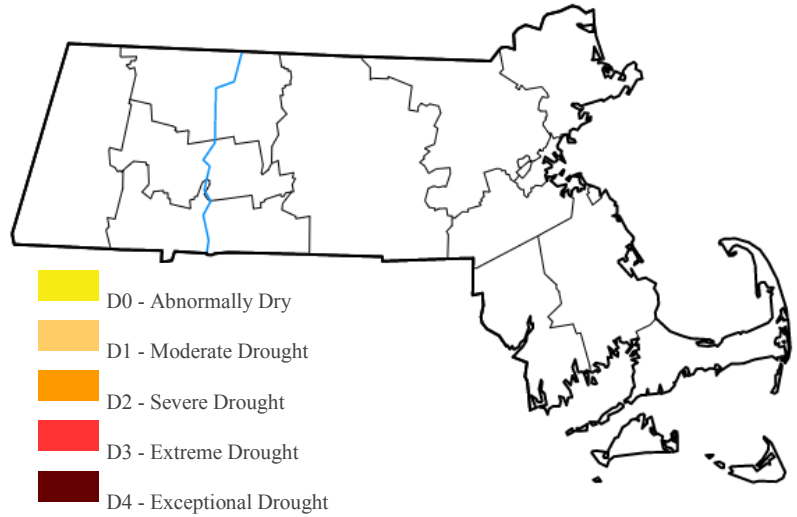 D0 - Abnormally Dry
D1 - Moderate Drought
D2 - Severe Drought
D3 - Extreme Drought
D4 - Exceptional Drought